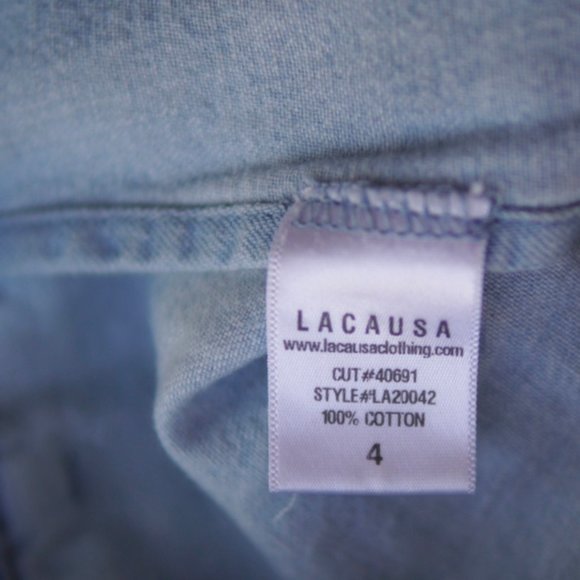 LACAUSA
www.lacausaclothing.com
CUT#40691
STYLE#LA20042
100% COTTON
4